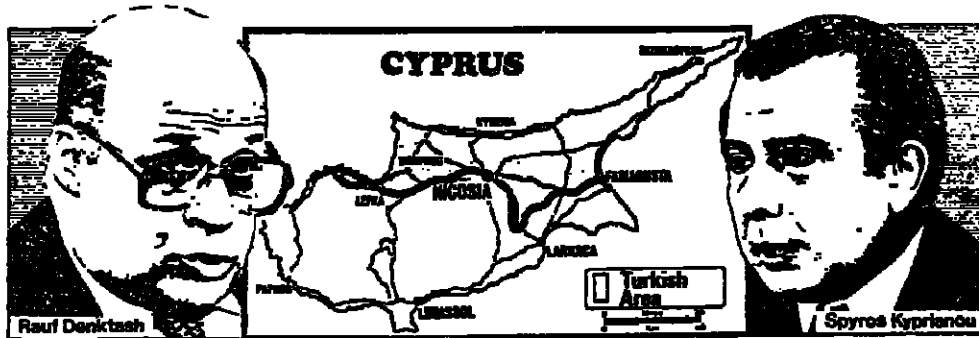 CYPRUS
KYRENIA
FAMAGUSTA
NICOSIA
LEFKA
LARNACA
PAPHOS
LIMASSOL
Turkish
Area
Rauf Denktash
Spyros Kyprianou